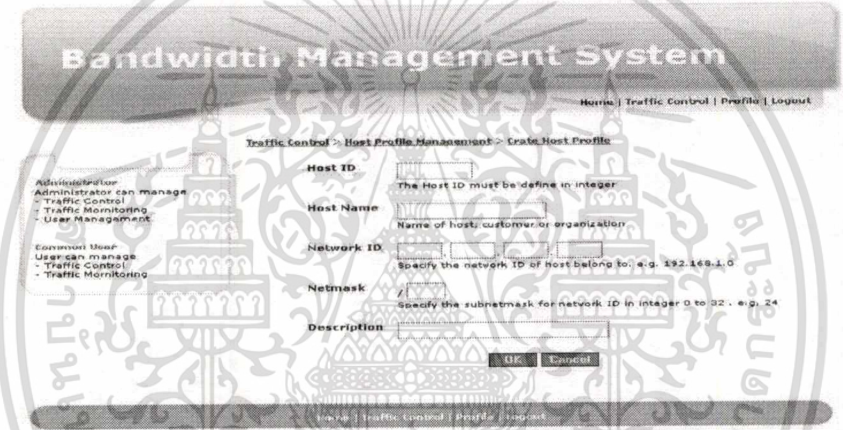 Bandwidth Management System
Home | Traffic Control | Profile | Logout
Traffic Control > Host Profile Management > Crate Host Profile
Administrator
Administrator can manage
- Traffic Control
- Traffic Mornitoring
- User Management
Common User
User can manage
- Traffic Control
- Traffic Mornitoring
Host ID
The Host ID must be define in integer
Host Name
Name of host, customer or organization
Network ID
Specify the network ID of host belong to. e.g. 192.168.1.0
Netmask
/
Specify the subnetmask for network ID in integer 0 to 32 . e.g. 24
Description
OK Cancel
Home | Traffic Control | Profile | Logout